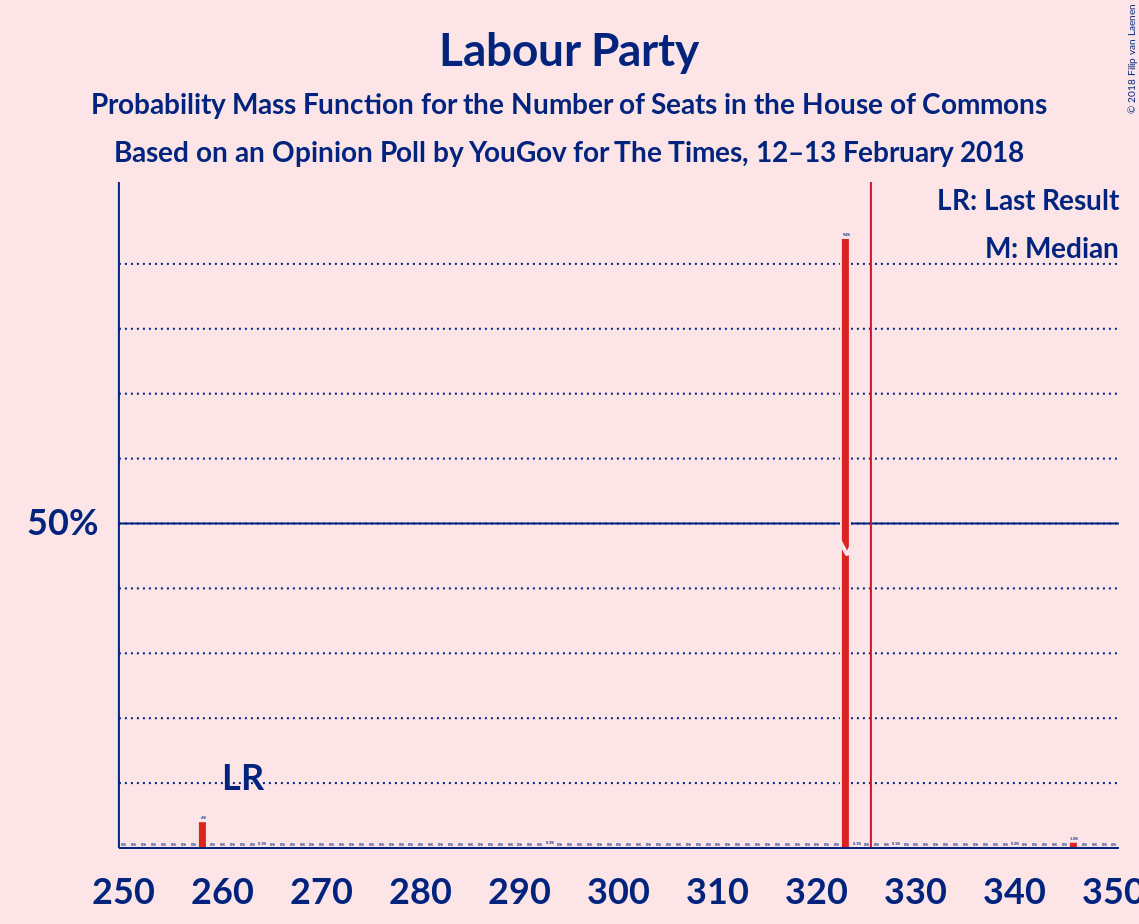 © 2018 Filip van Laenen
Labour Party
Probability Mass Function for the Number of Seats in the House of Commons
Based on an Opinion Poll by YouGov for The Times, 12–13 February 2018
LR: Last Result
M: Median
50%
LR
250 260 270 280 290 300 310 320 330 340 350